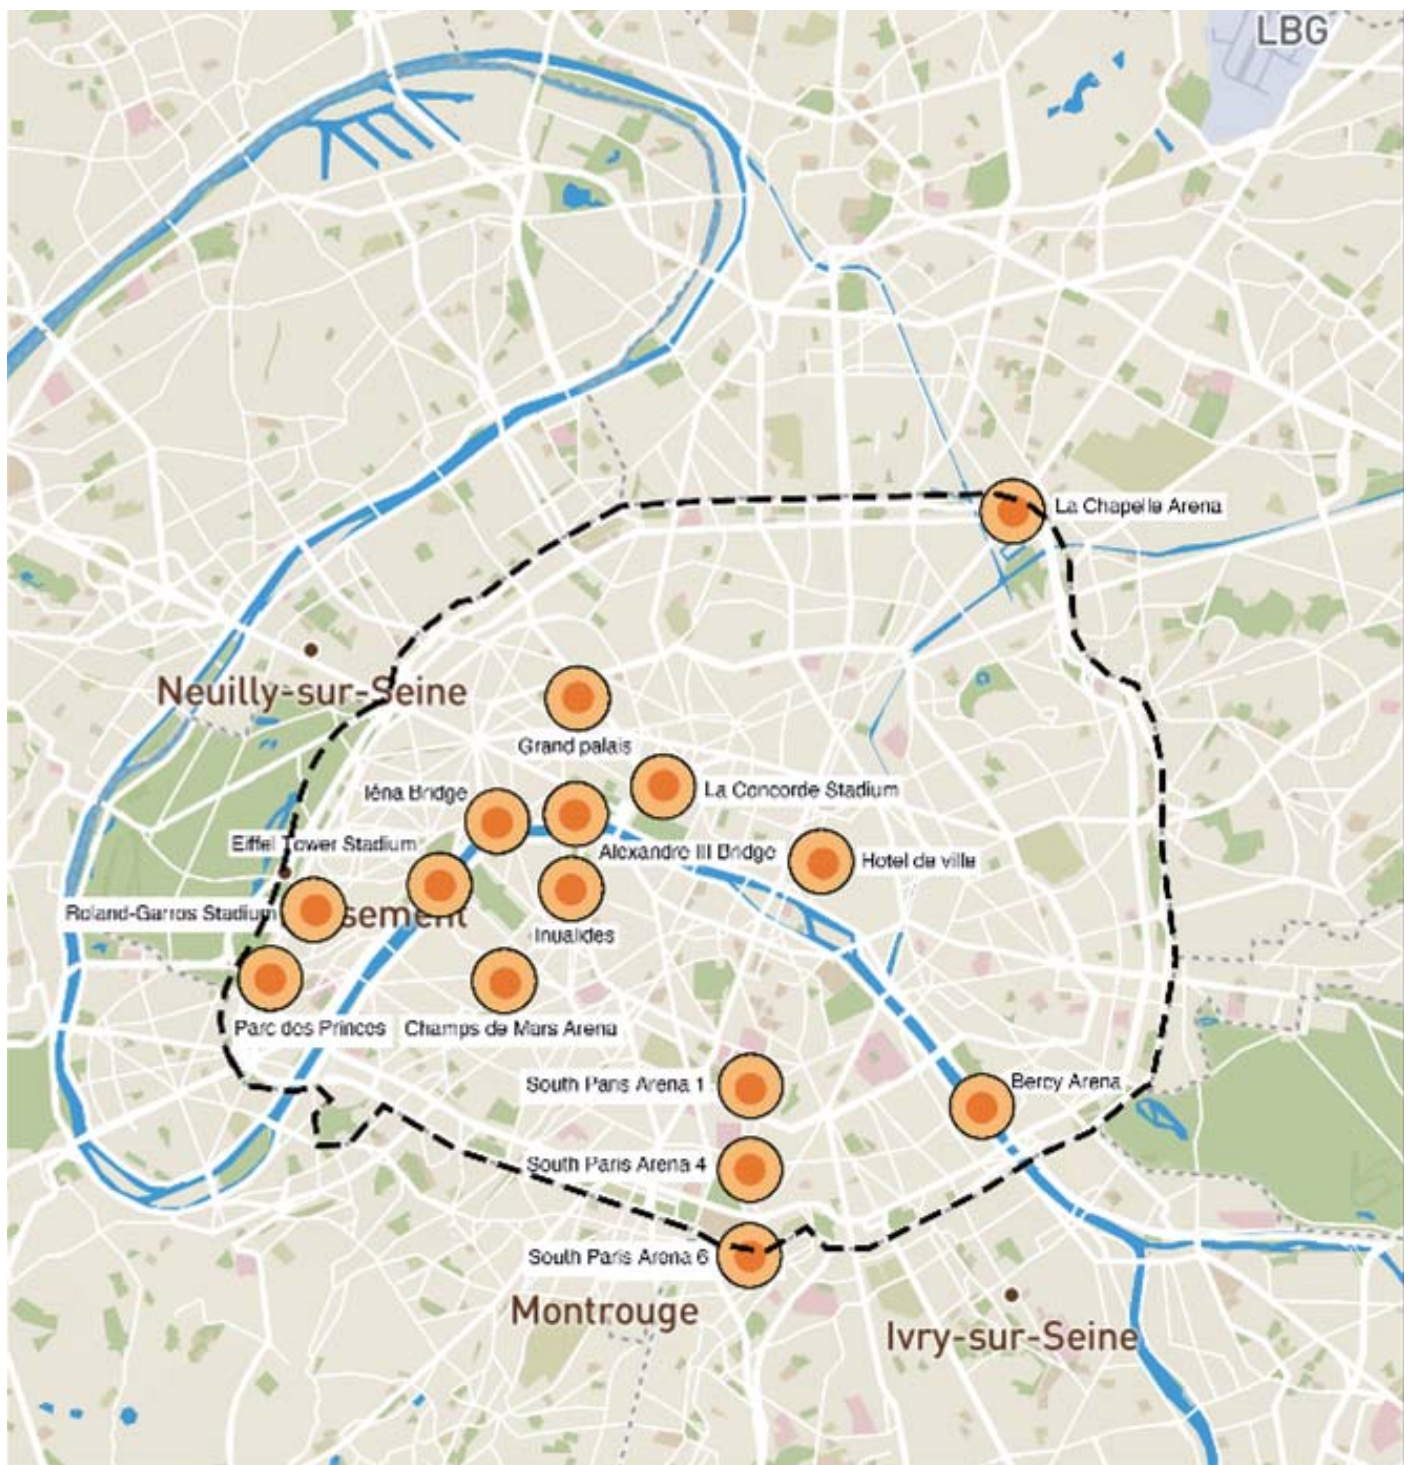 LBG
La Chapelle Arena
Neuilly-sur-Seine
Grand palais
Iéna Bridge
La Concorde Stadium
Eiffel Tower Stadium
Alexandre III Bridge
Hotel de ville
Roland-Garros Stadium
sement
Inualides
Parc des Princes
Champs de Mars Arena
South Paris Arena 1
Bercy Arena
South Paris Arena 4
South Paris Arena 6
Montrouge
Ivry-sur-Seine